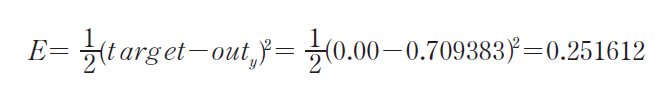 E= 1/2(target−out_y)²= 1/2(0.00−0.709383)²=0.251612